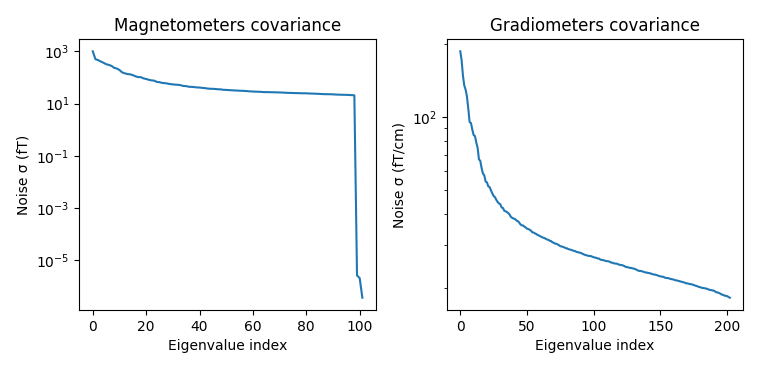 Magnetometers covariance
10³
10¹
10⁻¹
10⁻³
10⁻⁵
Noise σ (fT)
0 20 40 60 80 100
Eigenvalue index
Gradiometers covariance
10²
Noise σ (fT/cm)
0 50 100 150 200
Eigenvalue index